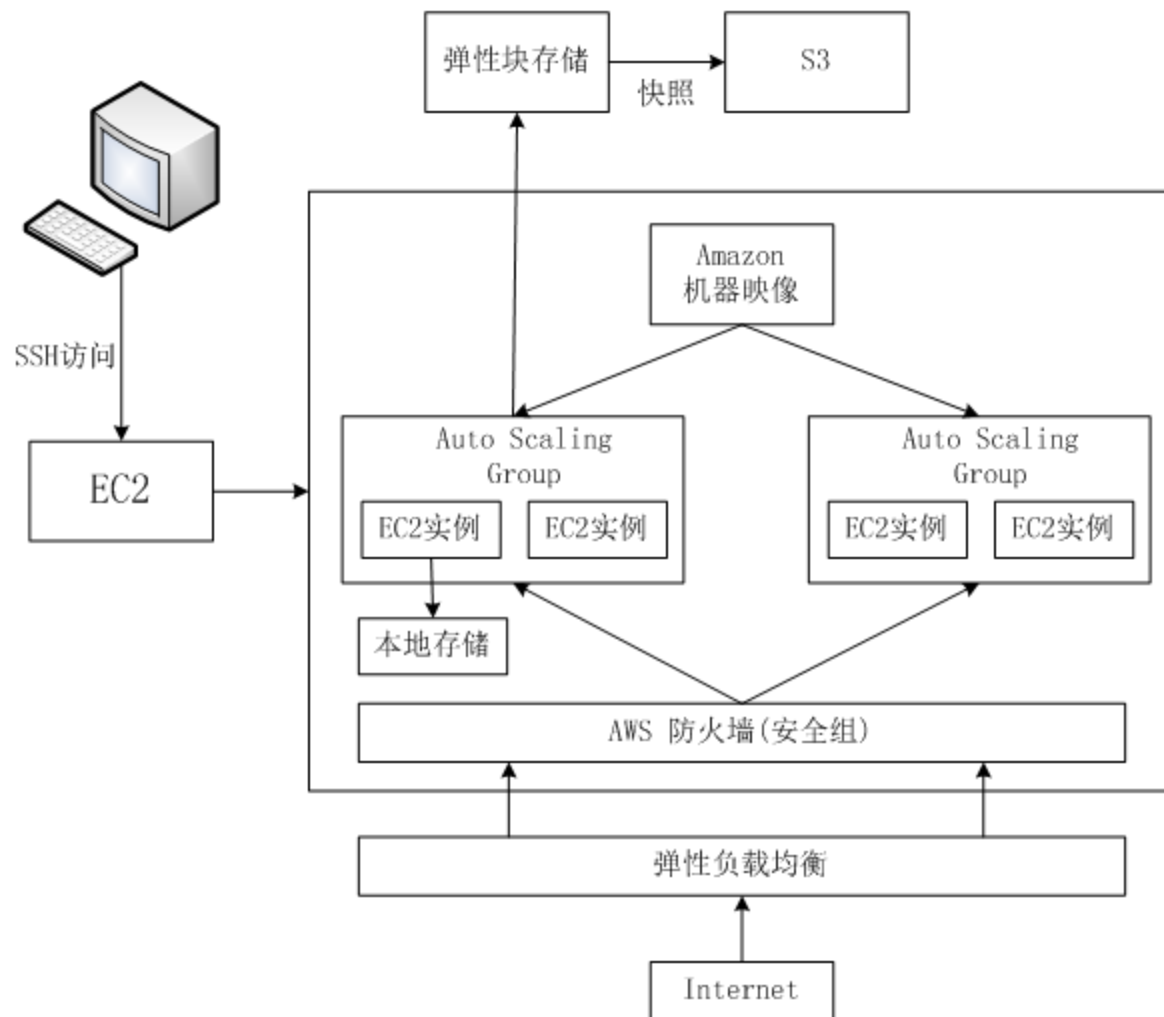 弹性块存储
快照
S3
Amazon
机器映像
SSH访问
EC2
Auto Scaling
Group
EC2实例
EC2实例
Auto Scaling
Group
EC2实例
EC2实例
本地存储
AWS 防火墙(安全组)
弹性负载均衡
Internet